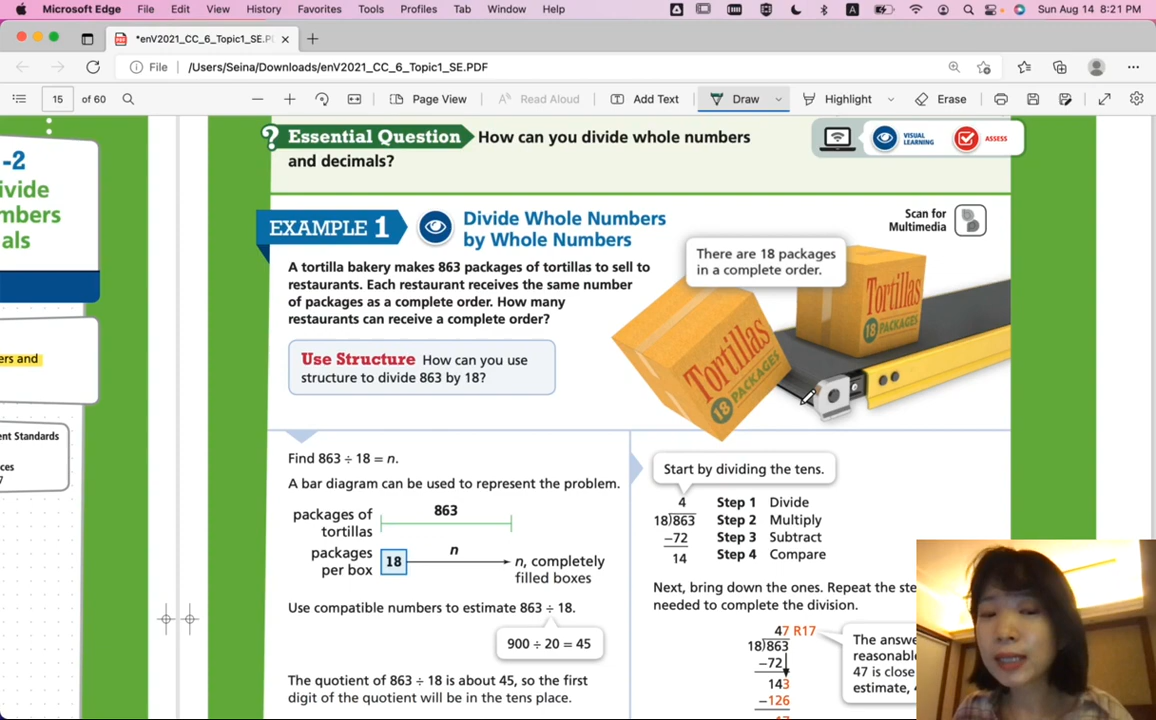 Microsoft Edge File Edit View History Favorites Tools Profiles Tab Window Help
A
Sun Aug 14 8:21 PM
*enV2021_CC_6_Topic1_SE.P
File /Users/Seina/Downloads/enV2021_CC_6_Topic1_SE.PDF
15 of 60
Page View
Read Aloud
Add Text
Draw
Highlight
Erase
-2
ivide
mbers
als
ers and
ent Standards
ces
7
? Essential Question How can you divide whole numbers
and decimals?
VISUAL
LEARNING
ASSESS
EXAMPLE 1
Divide Whole Numbers
by Whole Numbers
Scan for
Multimedia
A tortilla bakery makes 863 packages of tortillas to sell to
restaurants. Each restaurant receives the same number
of packages as a complete order. How many
restaurants can receive a complete order?
There are 18 packages
in a complete order.
Tortillas
18 PACKAGES
Tortillas
18 PACKAGES
Use Structure How can you use
structure to divide 863 by 18?
Find 863 ÷ 18 = n.
A bar diagram can be used to represent the problem.
packages of
tortillas
863
packages
per box
18
n
n, completely
filled boxes
Use compatible numbers to estimate 863 ÷ 18.
900 ÷ 20 = 45
The quotient of 863 ÷ 18 is about 45, so the first
digit of the quotient will be in the tens place.
Start by dividing the tens.
4
18)863
−72
14
Step 1 Divide
Step 2 Multiply
Step 3 Subtract
Step 4 Compare
Next, bring down the ones. Repeat the ste
needed to complete the division.
47 R17
18)863
−72
143
−126
17
The answe
reasonabl
47 is close
estimate,